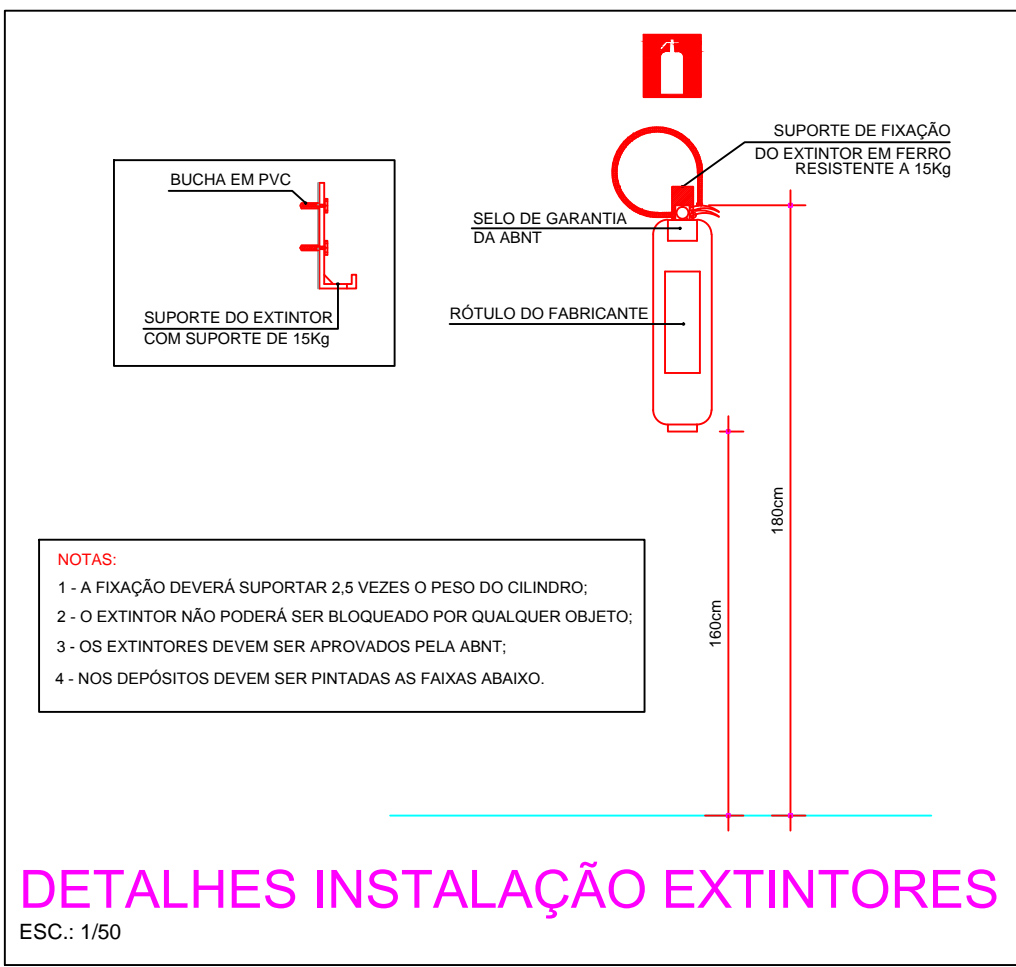 SUPORTE DE FIXAÇÃO
DO EXTINTOR EM FERRO
RESISTENTE A 15Kg
BUCHA EM PVC
SELO DE GARANTIA
DA ABNT
SUPORTE DO EXTINTOR
COM SUPORTE DE 15Kg
RÓTULO DO FABRICANTE
180cm
160cm
NOTAS:
1 - A FIXAÇÃO DEVERÁ SUPORTAR 2,5 VEZES O PESO DO CILINDRO;
2 - O EXTINTOR NÃO PODERÁ SER BLOQUEADO POR QUALQUER OBJETO;
3 - OS EXTINTORES DEVEM SER APROVADOS PELA ABNT;
4 - NOS DEPÓSITOS DEVEM SER PINTADAS AS FAIXAS ABAIXO.
DETALHES INSTALAÇÃO EXTINTORES
ESC.: 1/50